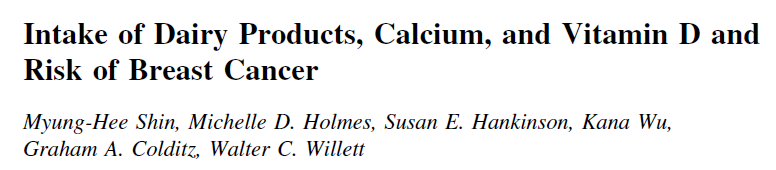 Intake of Dairy Products, Calcium, and Vitamin D and
Risk of Breast Cancer
Myung-Hee Shin, Michelle D. Holmes, Susan E. Hankinson, Kana Wu,
Graham A. Colditz, Walter C. Willett